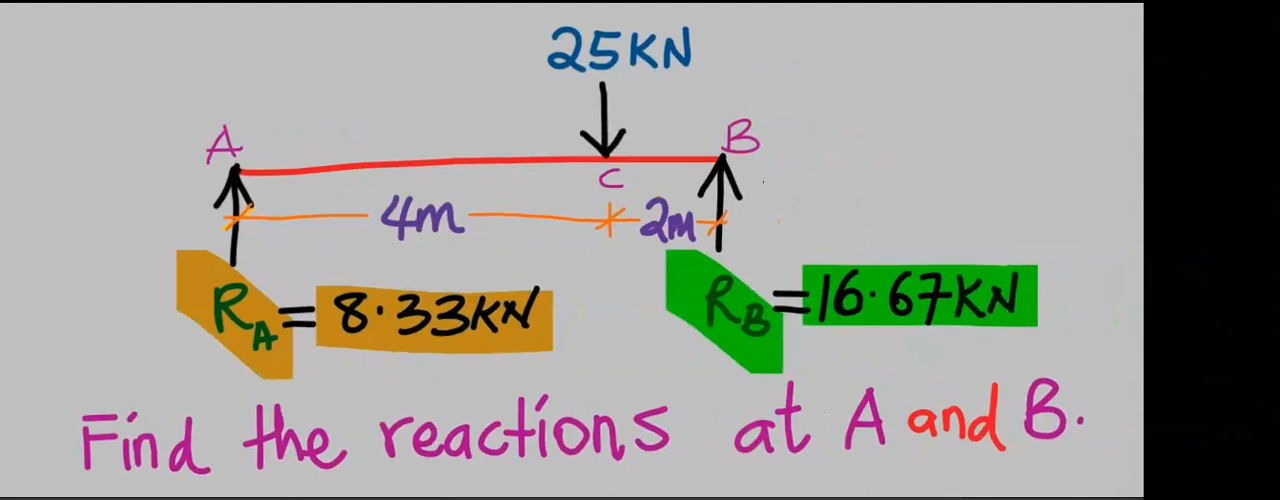 25KN
A
B
C
4m
2m
RA = 8.33KN
RB = 16.67KN
Find the reactions at A and B.